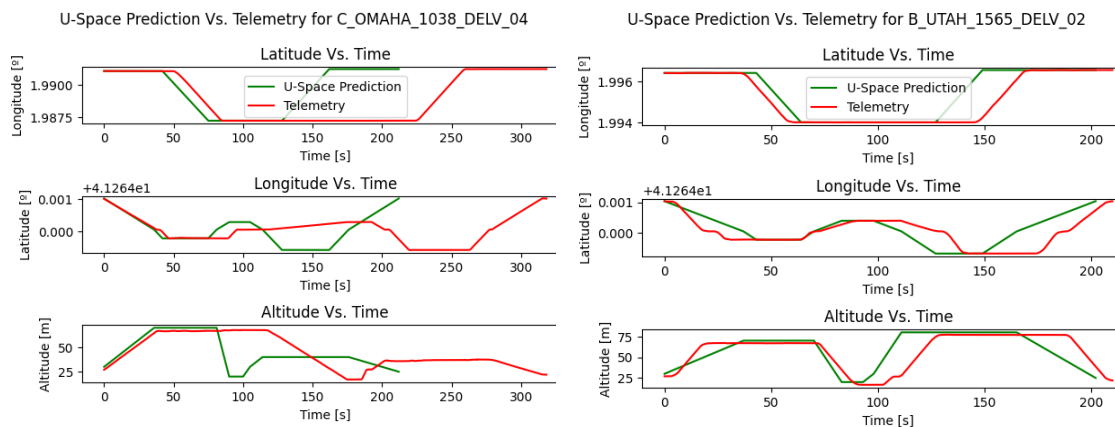 U-Space Prediction Vs. Telemetry for C_OMAHA_1038_DELV_04
Latitude Vs. Time
Longitude [º]
1.9900
1.9875
U-Space Prediction
Telemetry
0 50 100 150 200 250 300
Time [s]
Longitude Vs. Time
+4.1264e1
Latitude [º]
0.001
0.000
0 50 100 150 200 250 300
Time [s]
Altitude Vs. Time
Altitude [m]
50
25
0 50 100 150 200 250 300
Time [s]
U-Space Prediction Vs. Telemetry for B_UTAH_1565_DELV_02
Latitude Vs. Time
Longitude [º]
1.996
1.994
U-Space Prediction
Telemetry
0 50 100 150 200
Time [s]
Longitude Vs. Time
+4.1264e1
Latitude [º]
0.001
0.000
0 50 100 150 200
Time [s]
Altitude Vs. Time
Altitude [m]
75
50
25
0 50 100 150 200
Time [s]